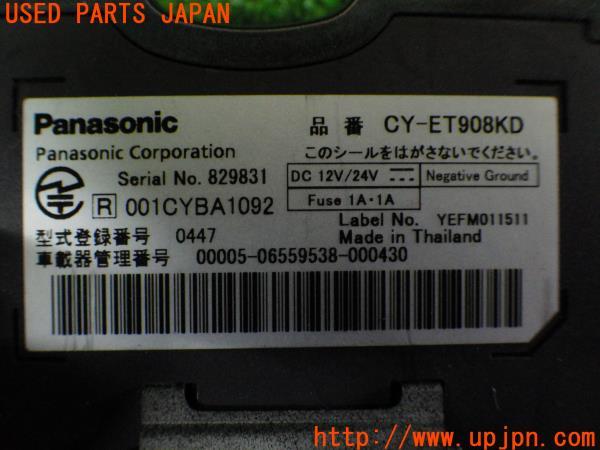 USED PARTS JAPAN
Panasonic
品番 CY-ET908KD
Panasonic Corporation
このシールをはがさないでください。
Serial No. 829831
DC 12V/24V
Negative Ground
R 001CYBA1092
Fuse 1A・1A
Label No. YEFM011511
型式登録番号 0447
Made in Thailand
車載器管理番号 00005-06559538-000430
http://www.upjpn.com/